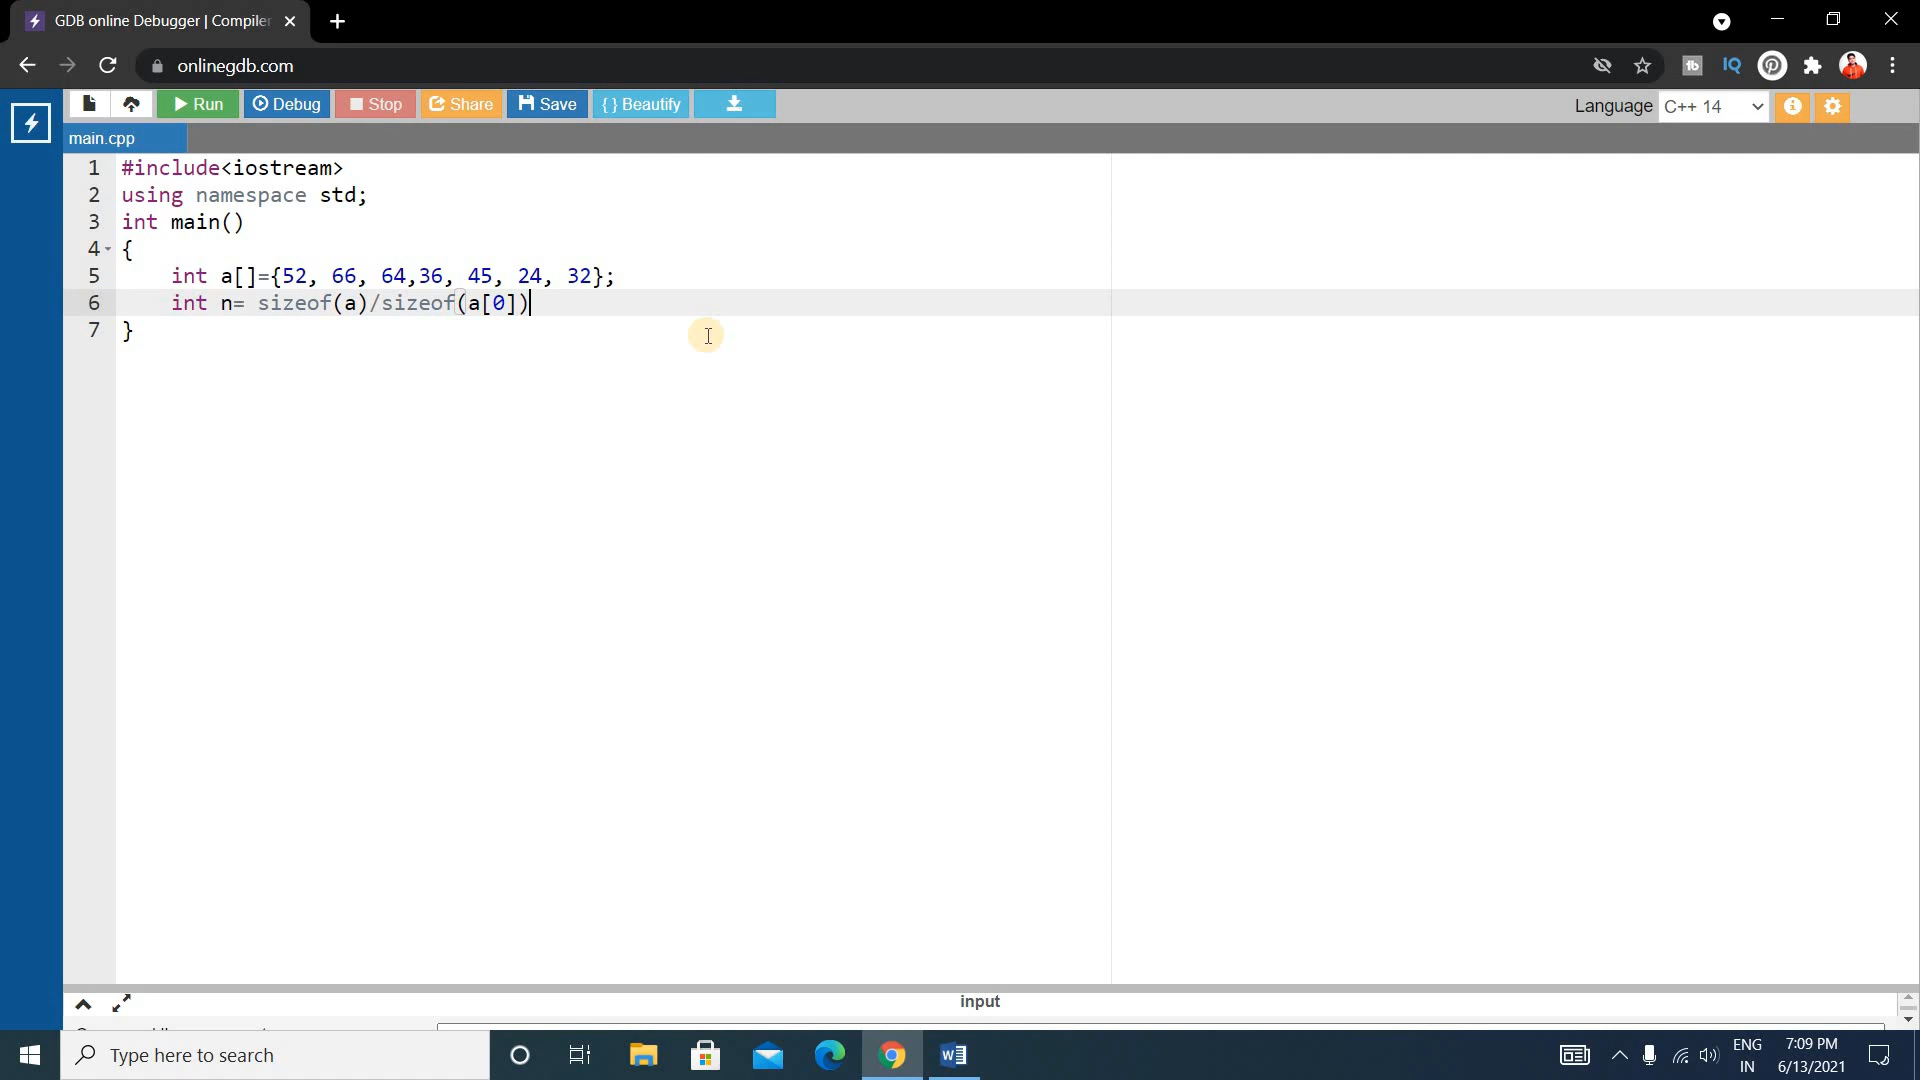 GDB online Debugger | Compiler
onlinegdb.com
Run Debug Stop Share Save { } Beautify
Language C++ 14
main.cpp
1 #include<iostream>
2 using namespace std;
3 int main()
4 {
5 int a[]={52, 66, 64,36, 45, 24, 32};
6 int n= sizeof(a)/sizeof(a[0])
7 }
input
Type here to search
ENG
IN
7:09 PM
6/13/2021